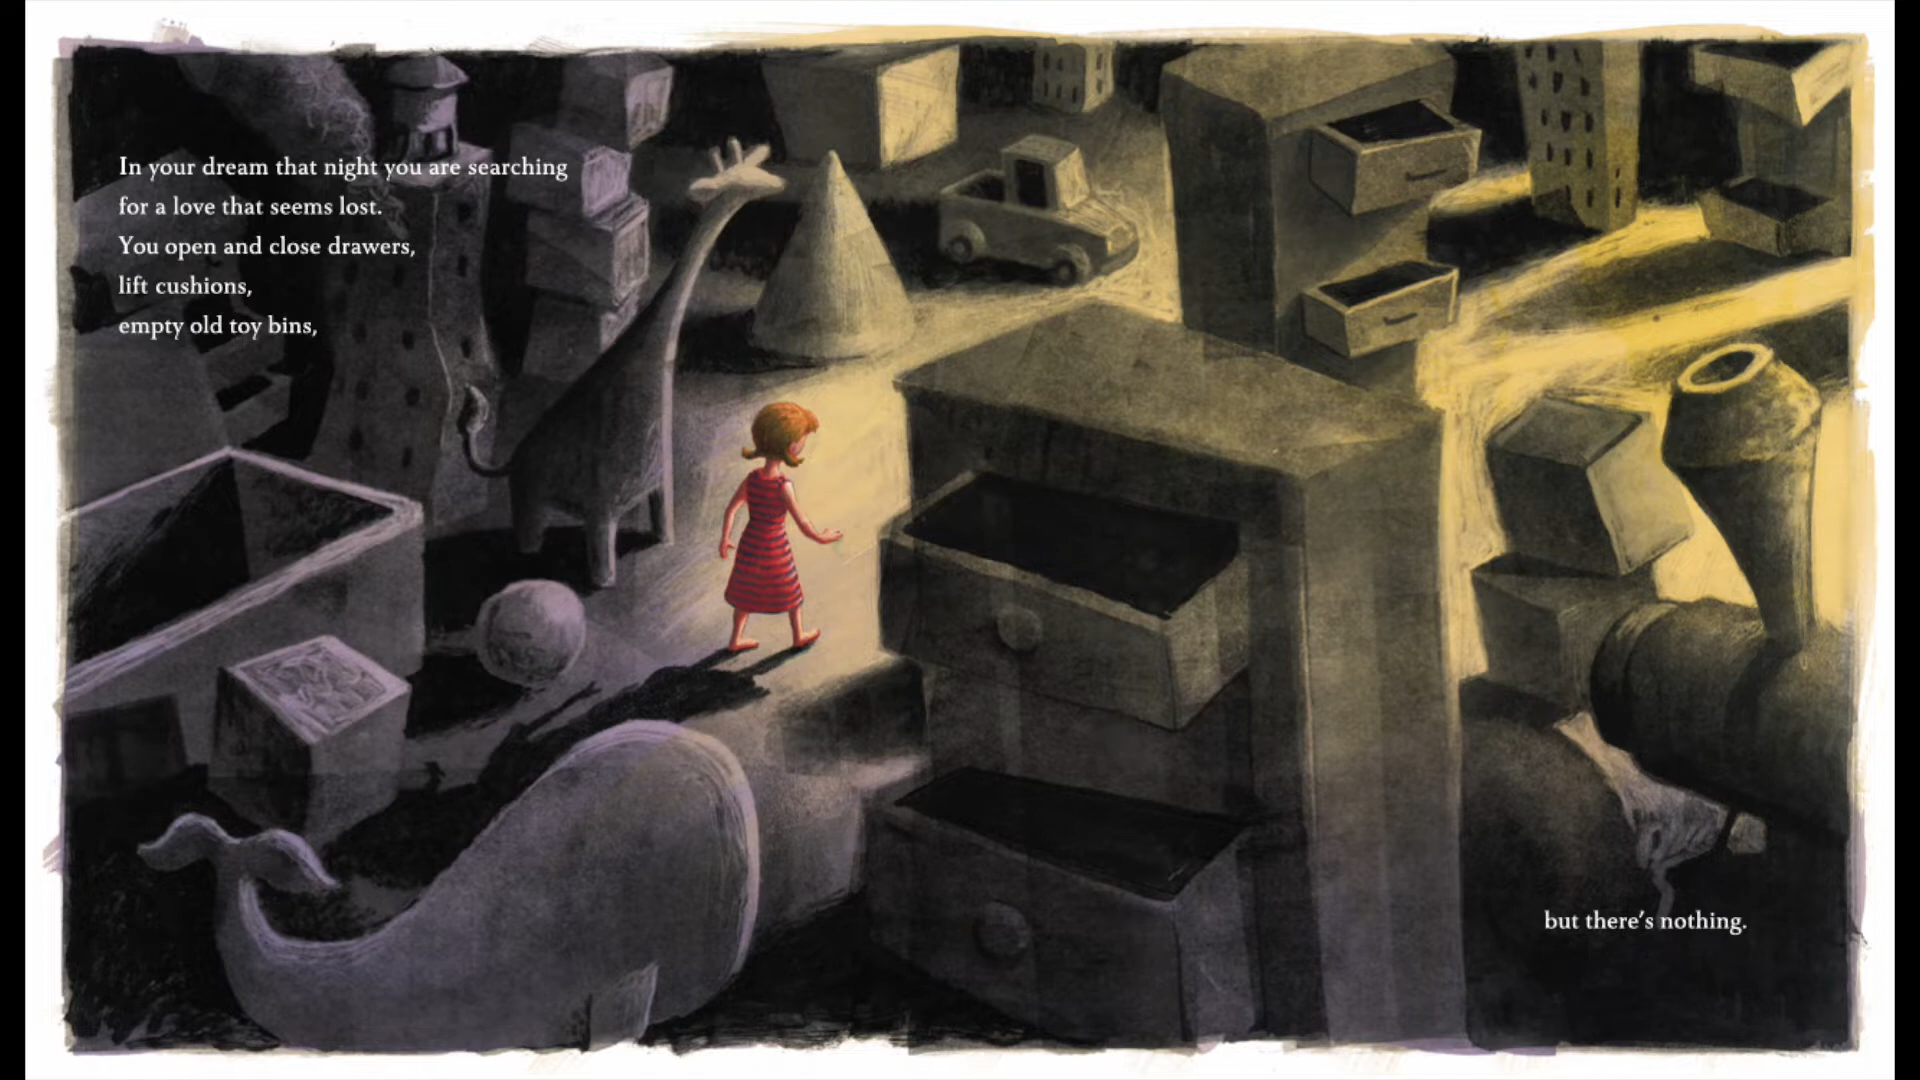 In your dream that night you are searching
for a love that seems lost.
You open and close drawers,
lift cushions,
empty old toy bins,
but there's nothing.